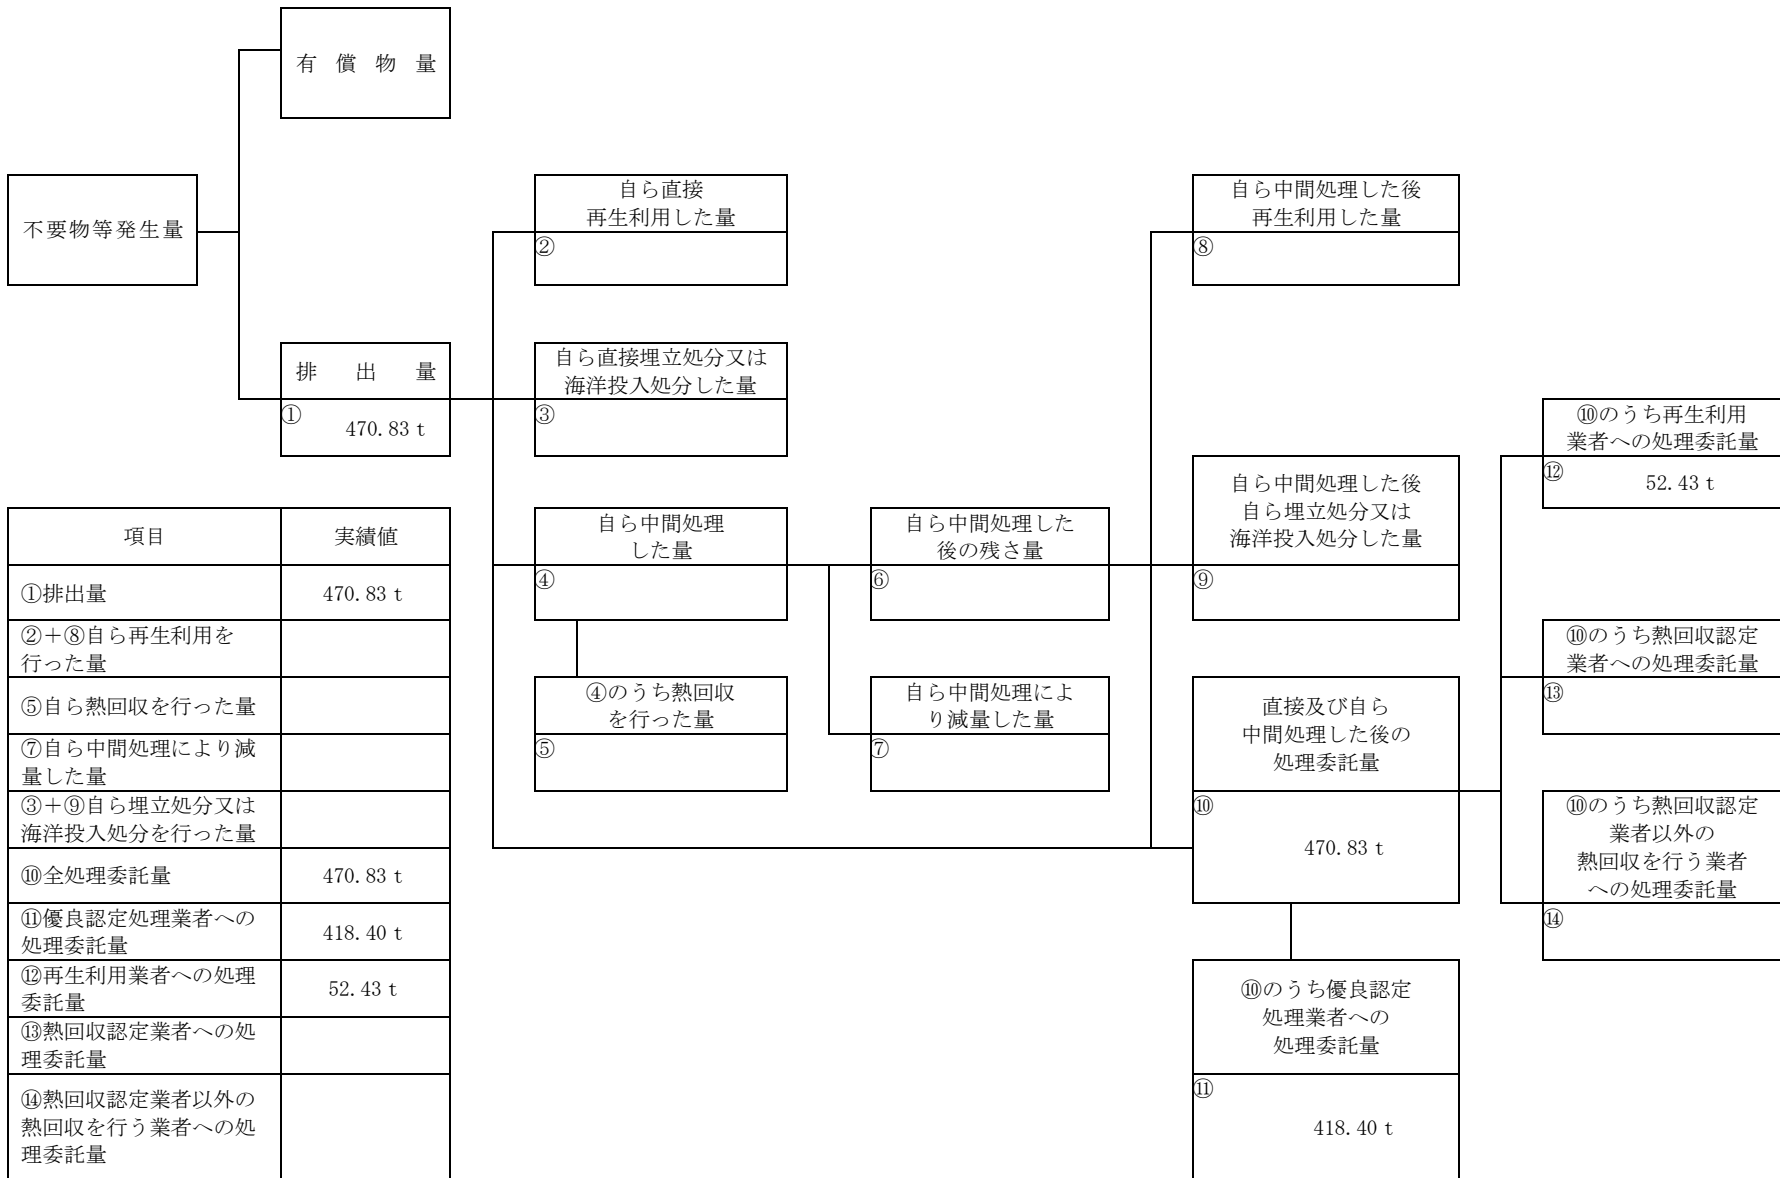 有償物量
不要物等発生量
排出量
①
470.83 t
自ら直接
再生利用した量
②
自ら直接埋立処分又は
海洋投入処分した量
③
自ら中間処理
した量
④
④のうち熱回収
を行った量
⑤
自ら中間処理した
後の残さ量
⑥
自ら中間処理によ
り減量した量
⑦
自ら中間処理した後
再生利用した量
⑧
自ら中間処理した後
自ら埋立処分又は
海洋投入処分した量
⑨
直接及び自ら
中間処理した後の
処理委託量
⑩
470.83 t
⑩のうち優良認定
処理業者への
処理委託量
⑪
418.40 t
⑩のうち再生利用
業者への処理委託量
⑫
52.43 t
⑩のうち熱回収認定
業者への処理委託量
⑬
⑩のうち熱回収認定
業者以外の
熱回収を行う業者
への処理委託量
⑭
項目 実績値
①排出量 470.83 t
②+⑧自ら再生利用を
行った量
⑤自ら熱回収を行った量
⑦自ら中間処理により減
量した量
③+⑨自ら埋立処分又は
海洋投入処分を行った量
⑩全処理委託量 470.83 t
⑪優良認定処理業者への
処理委託量 418.40 t
⑫再生利用業者への処理
委託量 52.43 t
⑬熱回収認定業者への処
理委託量
⑭熱回収認定業者以外の
熱回収を行う業者への処
理委託量